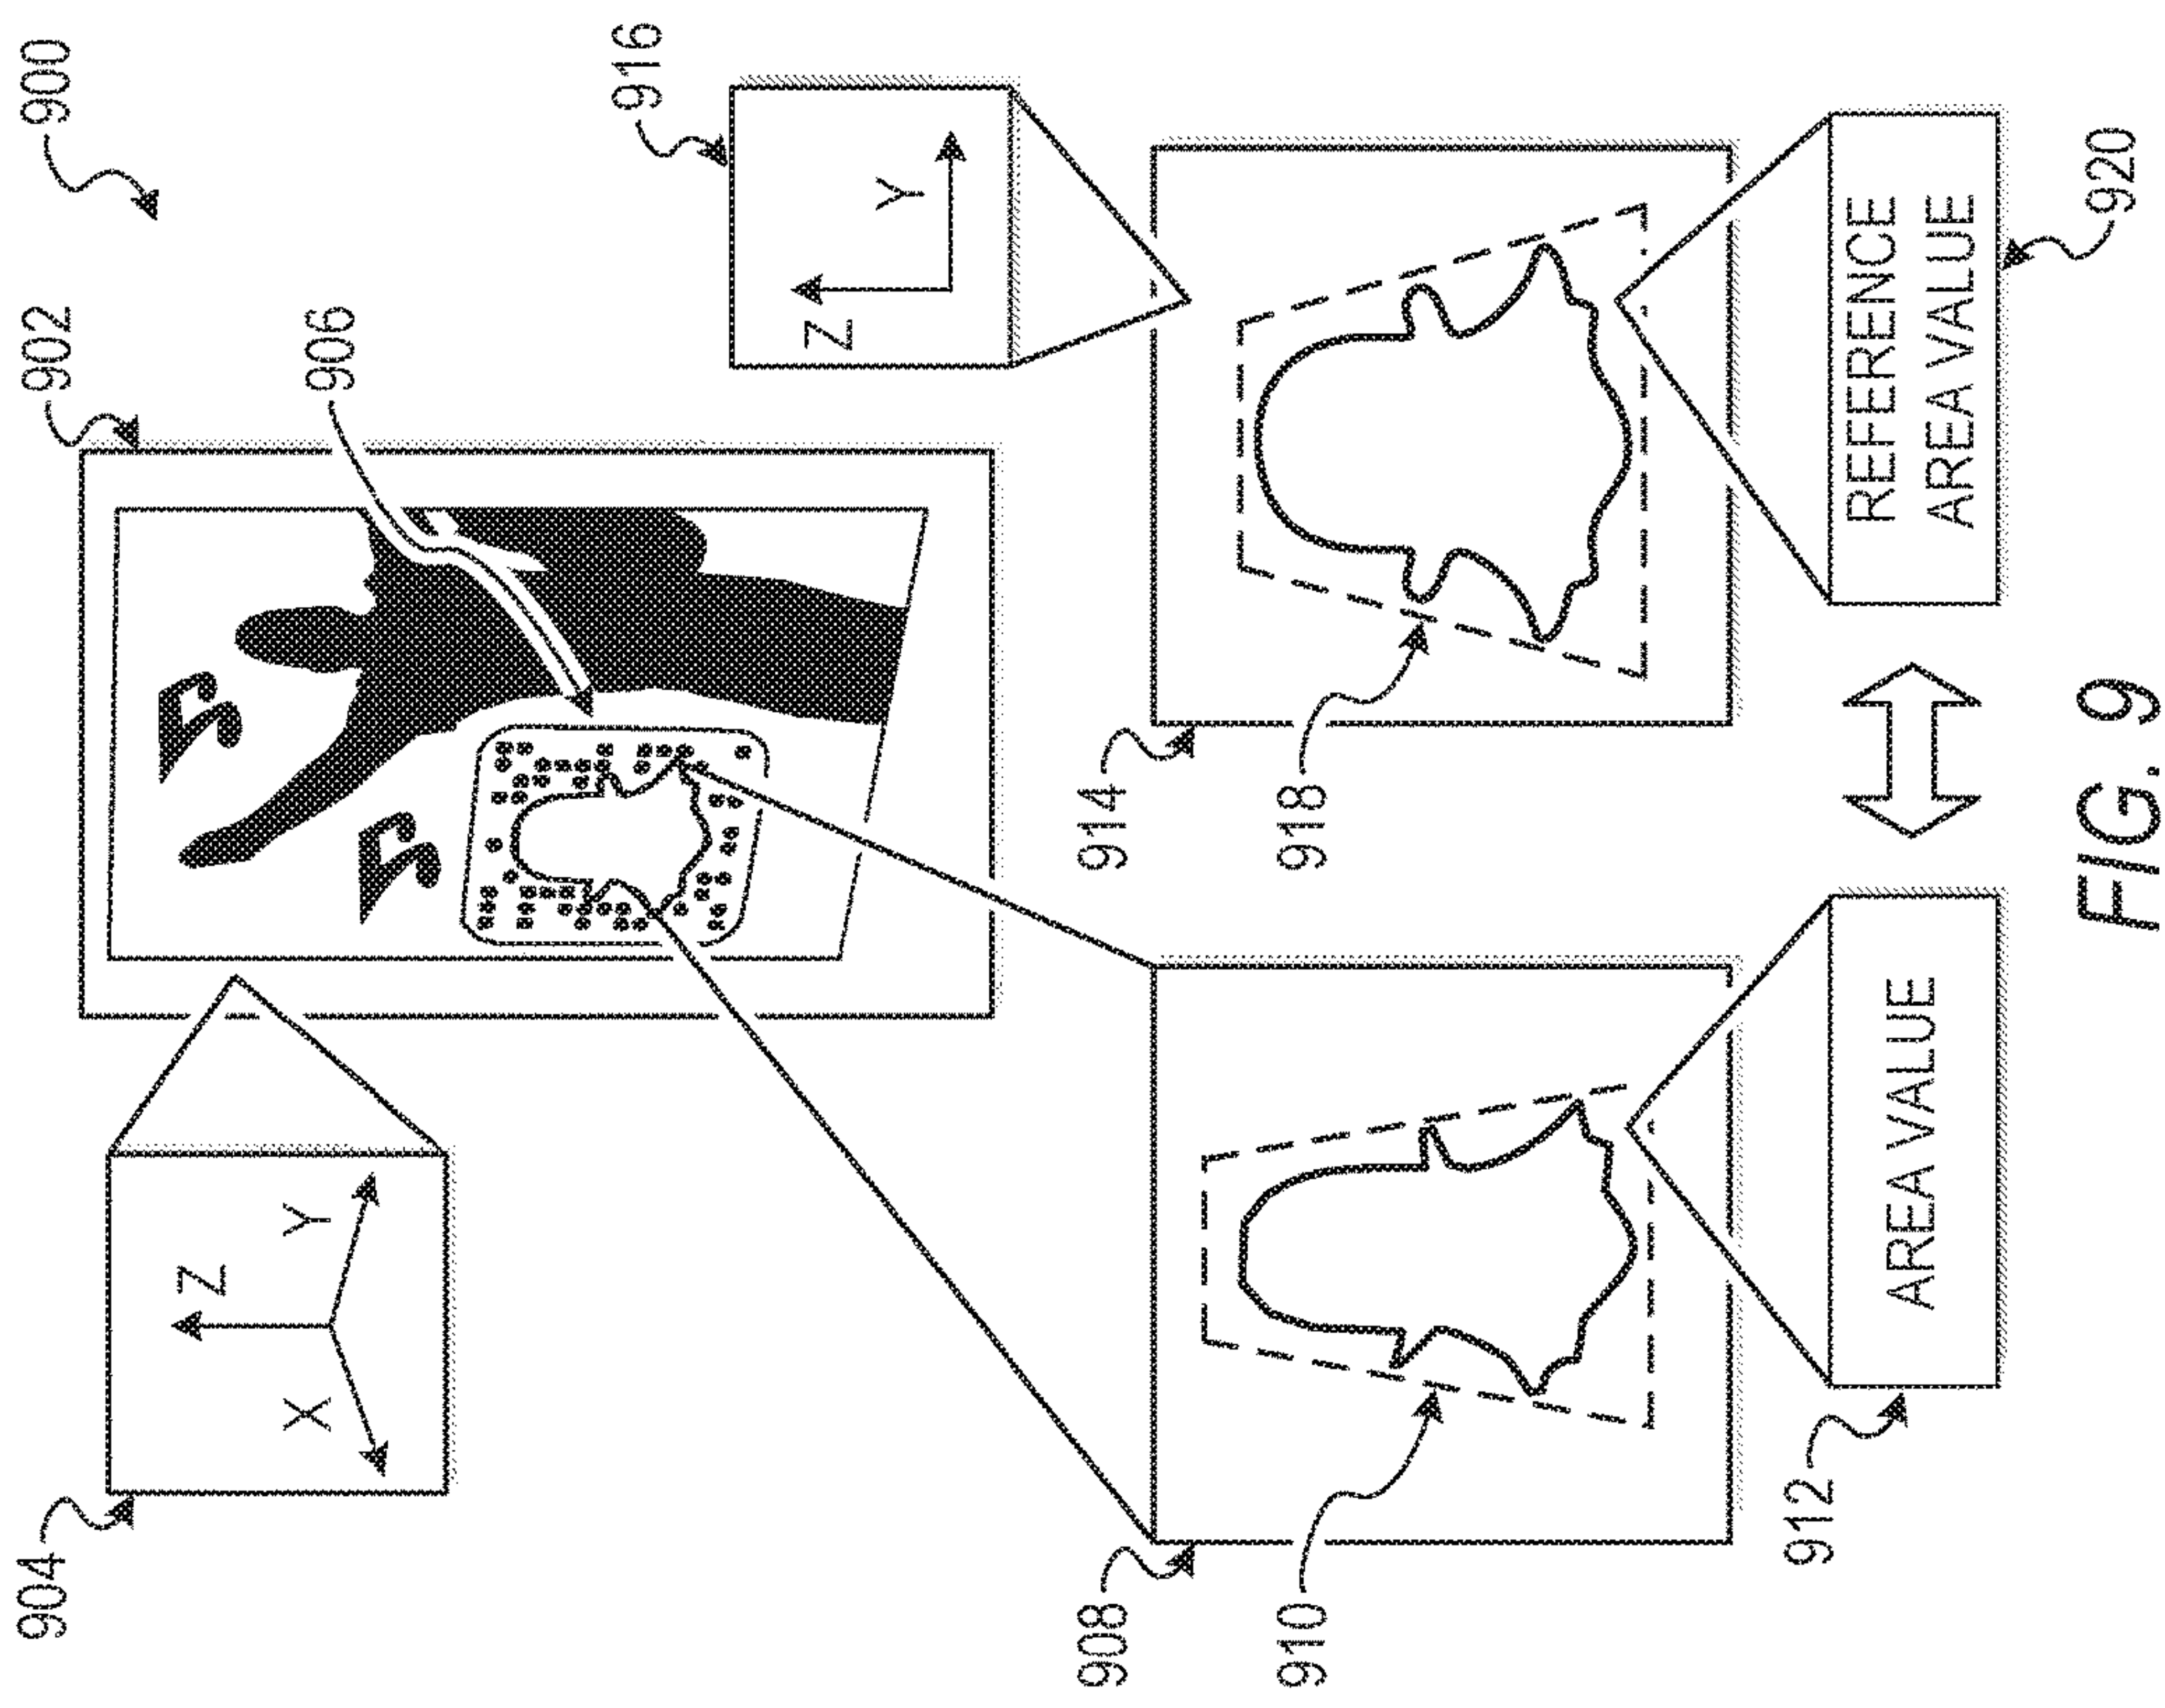 900
902
904
Z
X
Y
906
916
Z
Y
908
910
914
918
AREA VALUE
912
REFERENCE
AREA VALUE
920
FIG. 9